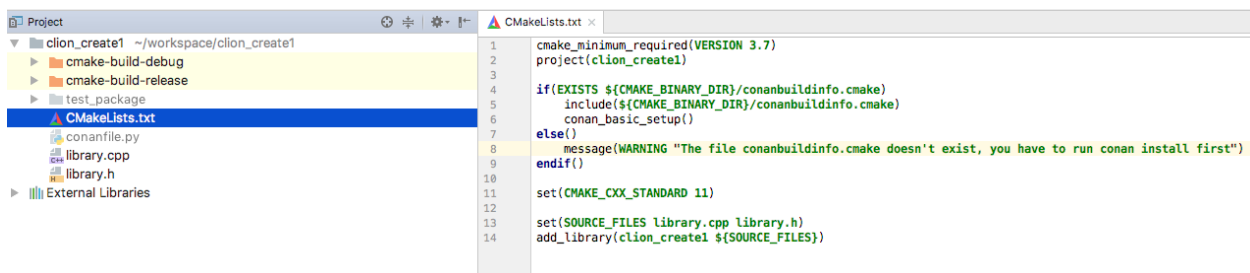 Project
clion_create1 ~/workspace/clion_create1
cmake-build-debug
cmake-build-release
test_package
CMakeLists.txt
conanfile.py
library.cpp
library.h
External Libraries
CMakeLists.txt
1 cmake_minimum_required(VERSION 3.7)
2 project(clion_create1)
3
4 if(EXISTS ${CMAKE_BINARY_DIR}/conanbuildinfo.cmake)
5     include(${CMAKE_BINARY_DIR}/conanbuildinfo.cmake)
6     conan_basic_setup()
7 else()
8     message(WARNING "The file conanbuildinfo.cmake doesn't exist, you have to run conan install first")
9 endif()
10
11 set(CMAKE_CXX_STANDARD 11)
12
13 set(SOURCE_FILES library.cpp library.h)
14 add_library(clion_create1 ${SOURCE_FILES})